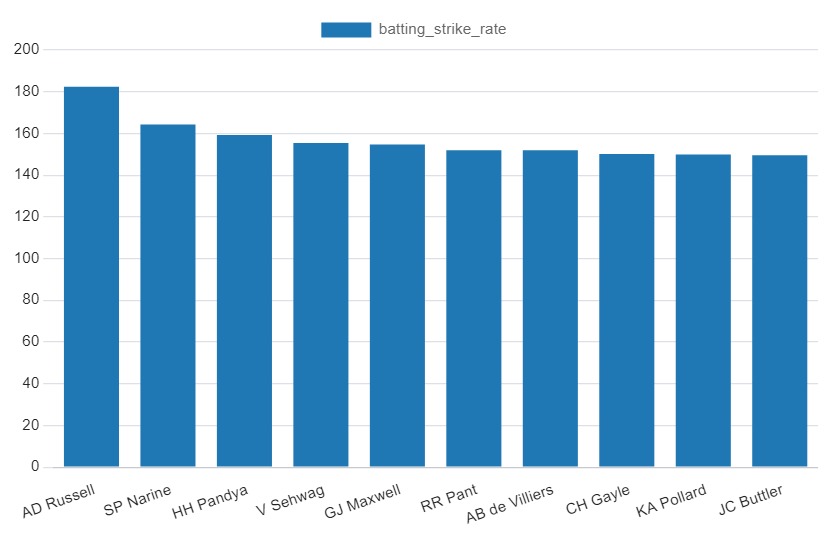 batting_strike_rate
200
180
160
140
120
100
80
60
40
20
0
AD Russell
SP Narine
HH Pandya
V Sehwag
GJ Maxwell
RR Pant
AB de Villiers
CH Gayle
KA Pollard
JC Buttler